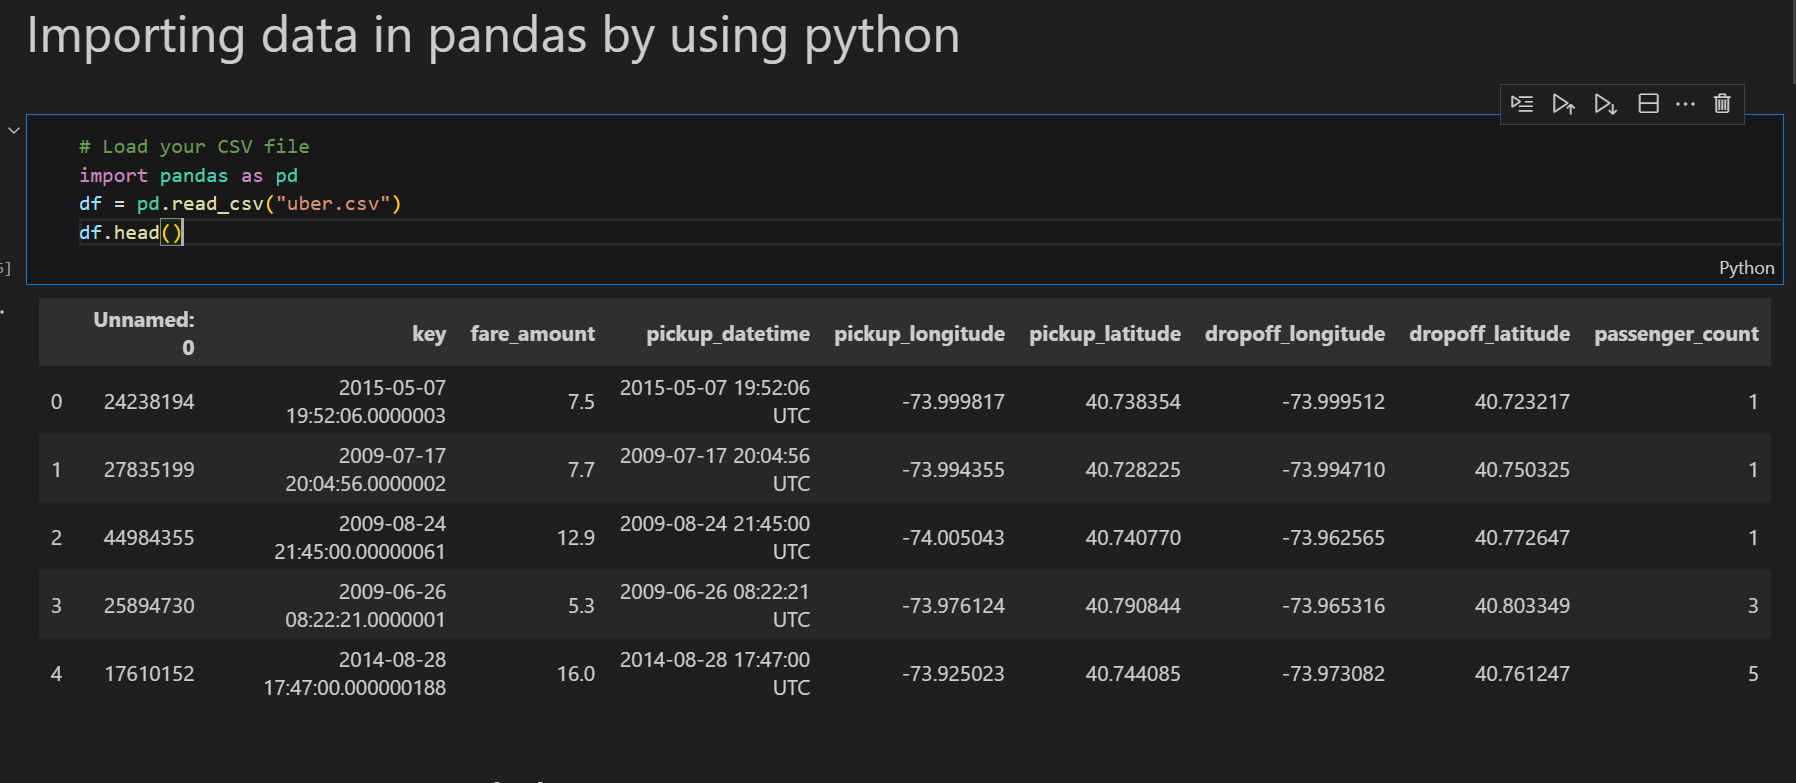 Importing data in pandas by using python
# Load your CSV file
import pandas as pd
df = pd.read_csv("uber.csv")
df.head()
]
Python
Unnamed: 0 key fare_amount pickup_datetime pickup_longitude pickup_latitude dropoff_longitude dropoff_latitude passenger_count
0 24238194 2015-05-07 19:52:06.0000003 7.5 2015-05-07 19:52:06 UTC -73.999817 40.738354 -73.999512 40.723217 1
1 27835199 2009-07-17 20:04:56.0000002 7.7 2009-07-17 20:04:56 UTC -73.994355 40.728225 -73.994710 40.750325 1
2 44984355 2009-08-24 21:45:00.00000061 12.9 2009-08-24 21:45:00 UTC -74.005043 40.740770 -73.962565 40.772647 1
3 25894730 2009-06-26 08:22:21.0000001 5.3 2009-06-26 08:22:21 UTC -73.976124 40.790844 -73.965316 40.803349 3
4 17610152 2014-08-28 17:47:00.000000188 16.0 2014-08-28 17:47:00 UTC -73.925023 40.744085 -73.973082 40.761247 5